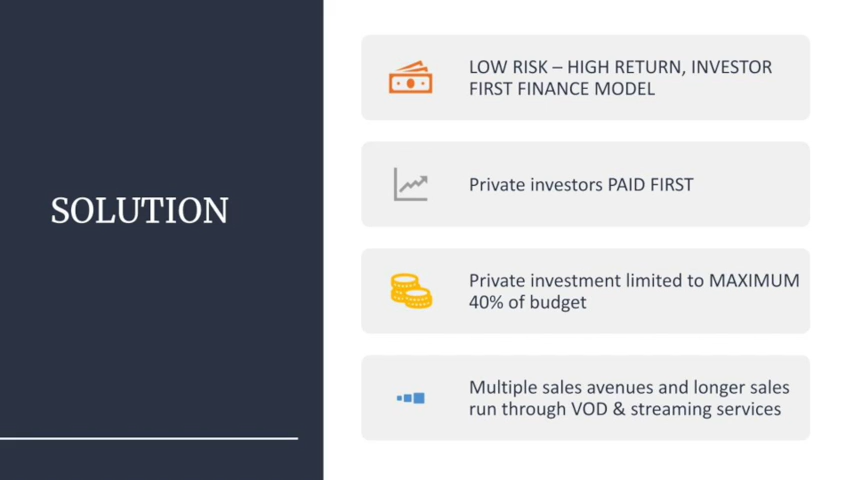 SOLUTION
LOW RISK – HIGH RETURN, INVESTOR
FIRST FINANCE MODEL
Private investors PAID FIRST
Private investment limited to MAXIMUM
40% of budget
Multiple sales avenues and longer sales
run through VOD & streaming services